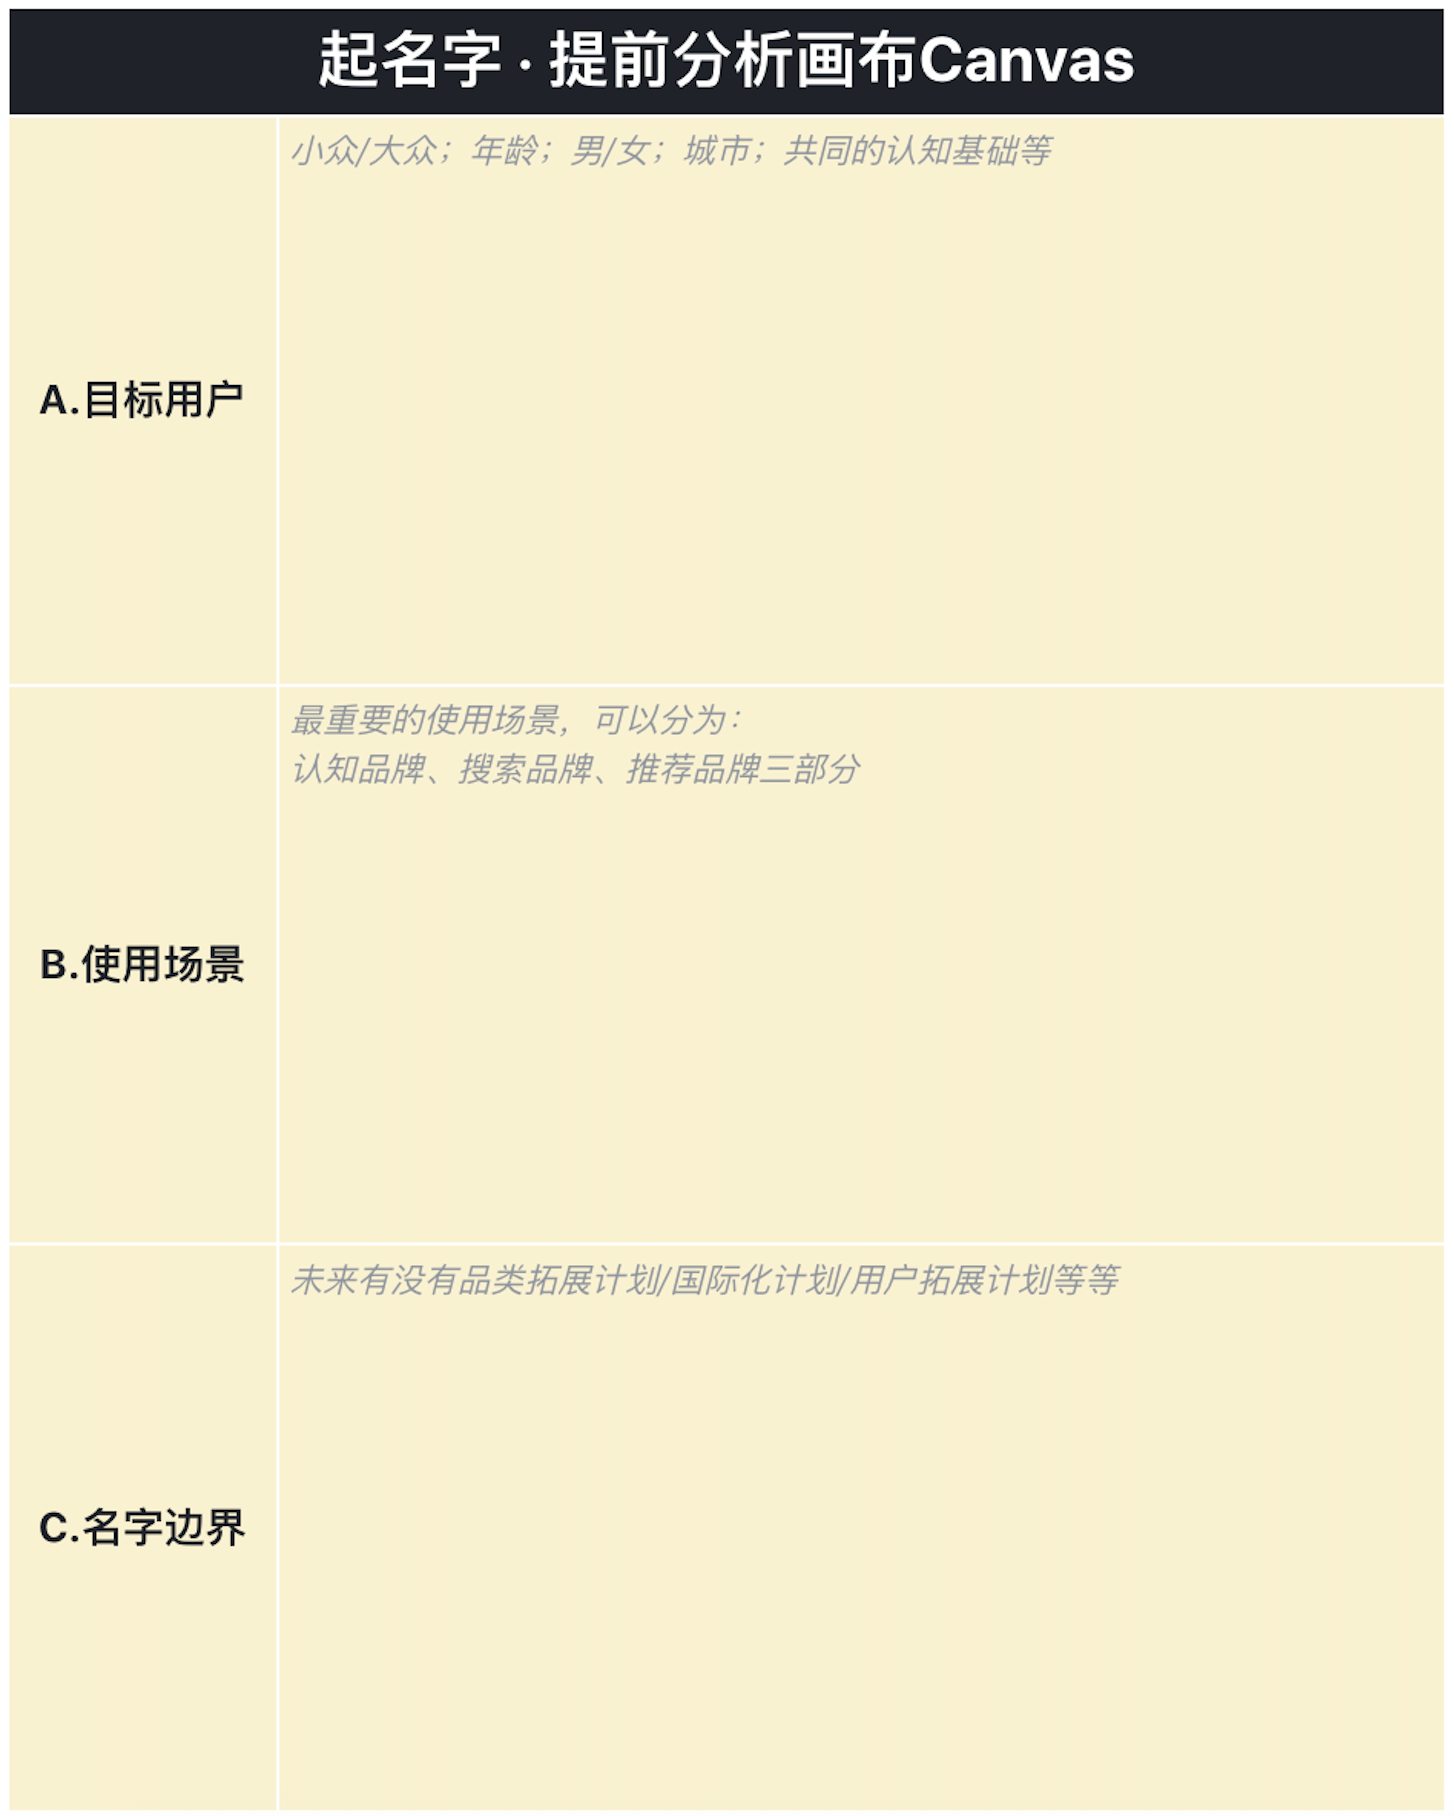 起名字 · 提前分析画布Canvas
小众/大众；年龄；男/女；城市；共同的认知基础等
A.目标用户
最重要的使用场景，可以分为：
认知品牌、搜索品牌、推荐品牌三部分
B.使用场景
未来有没有品类拓展计划/国际化计划/用户拓展计划等等
C.名字边界